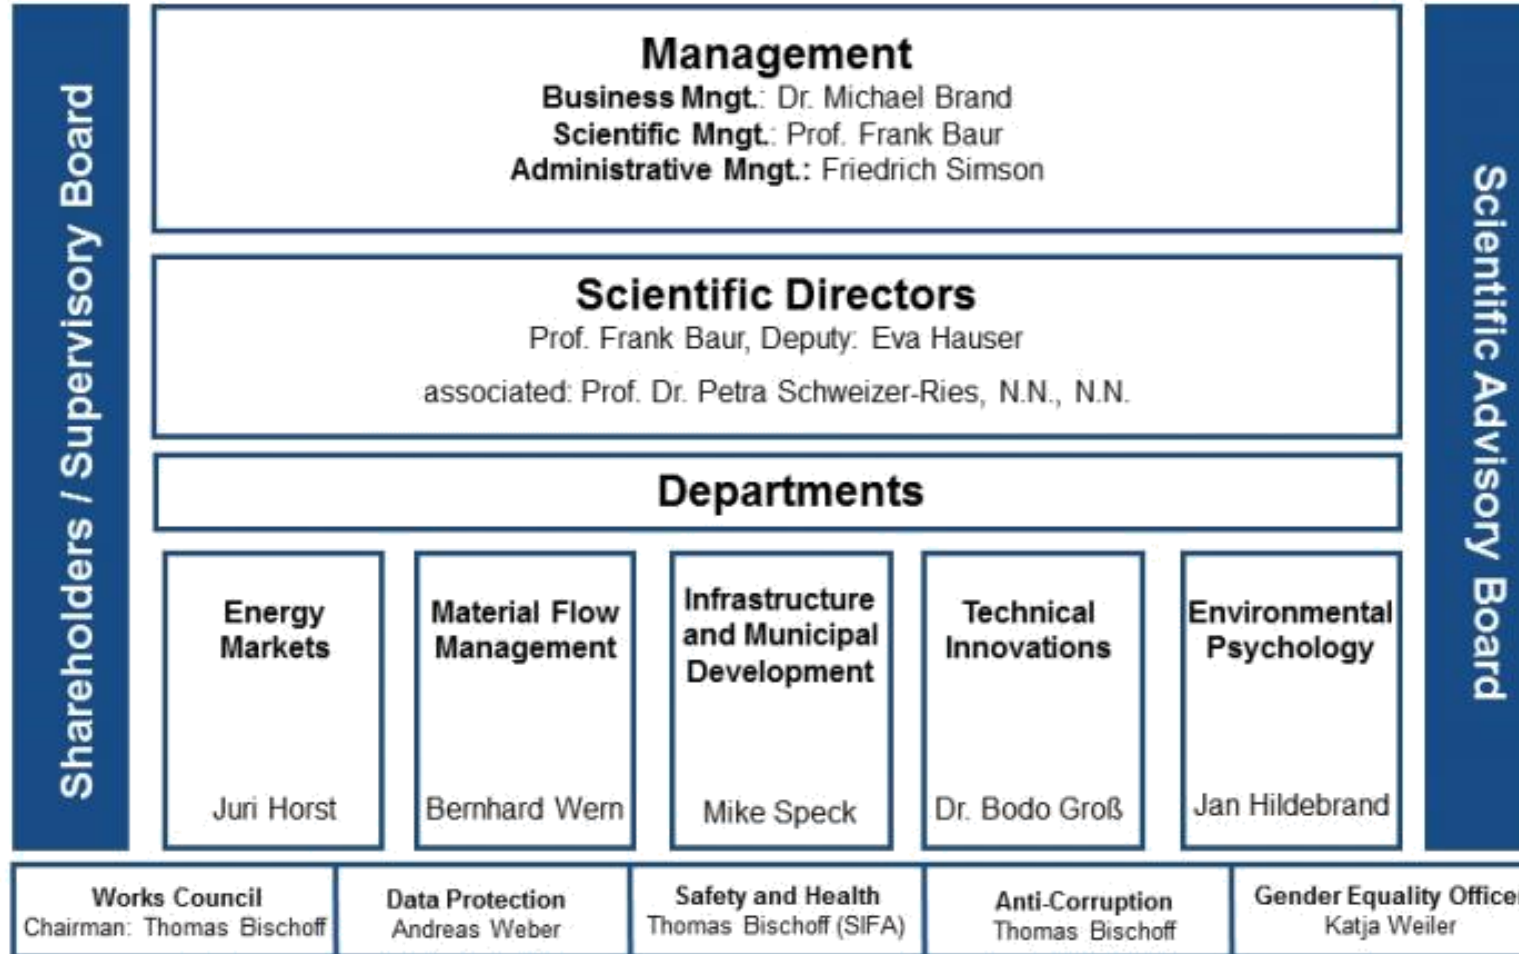 Shareholders / Supervisory Board
Management
Business Mngt.: Dr. Michael Brand
Scientific Mngt.: Prof. Frank Baur
Administrative Mngt.: Friedrich Simson
Scientific Directors
Prof. Frank Baur, Deputy: Eva Hauser
associated: Prof. Dr. Petra Schweizer-Ries, N.N., N.N.
Departments
Energy
Markets
Juri Horst
Material Flow
Management
Bernhard Wern
Infrastructure
and Municipal
Development
Mike Speck
Technical
Innovations
Dr. Bodo Groß
Environmental
Psychology
Jan Hildebrand
Scientific Advisory Board
Works Council
Chairman: Thomas Bischoff
Data Protection
Andreas Weber
Safety and Health
Thomas Bischoff (SIFA)
Anti-Corruption
Thomas Bischoff
Gender Equality Officer
Katja Weiler